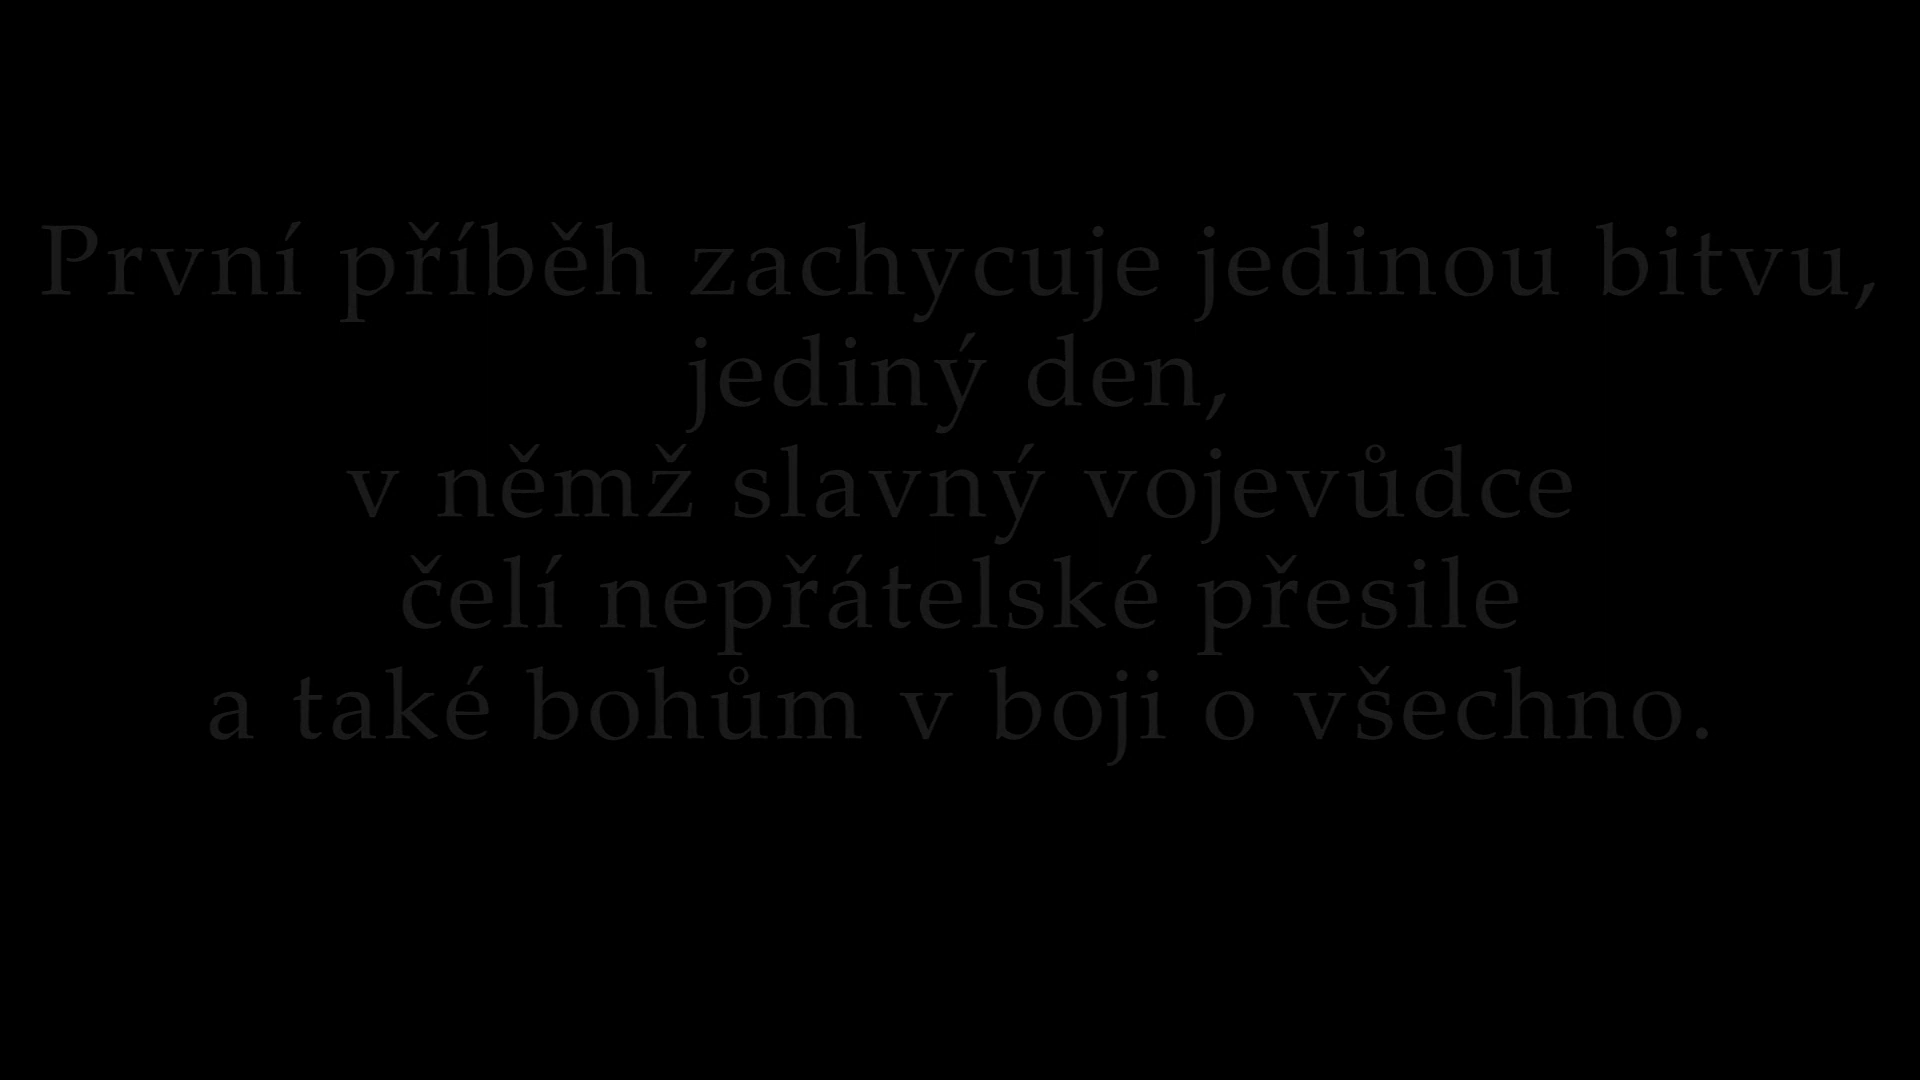 První příběh zachycuje jedinou bitvu,
jediný den,
v němž slavný vojevůdce
čelí nepřátelské přesile
a také bohům v boji o všechno.